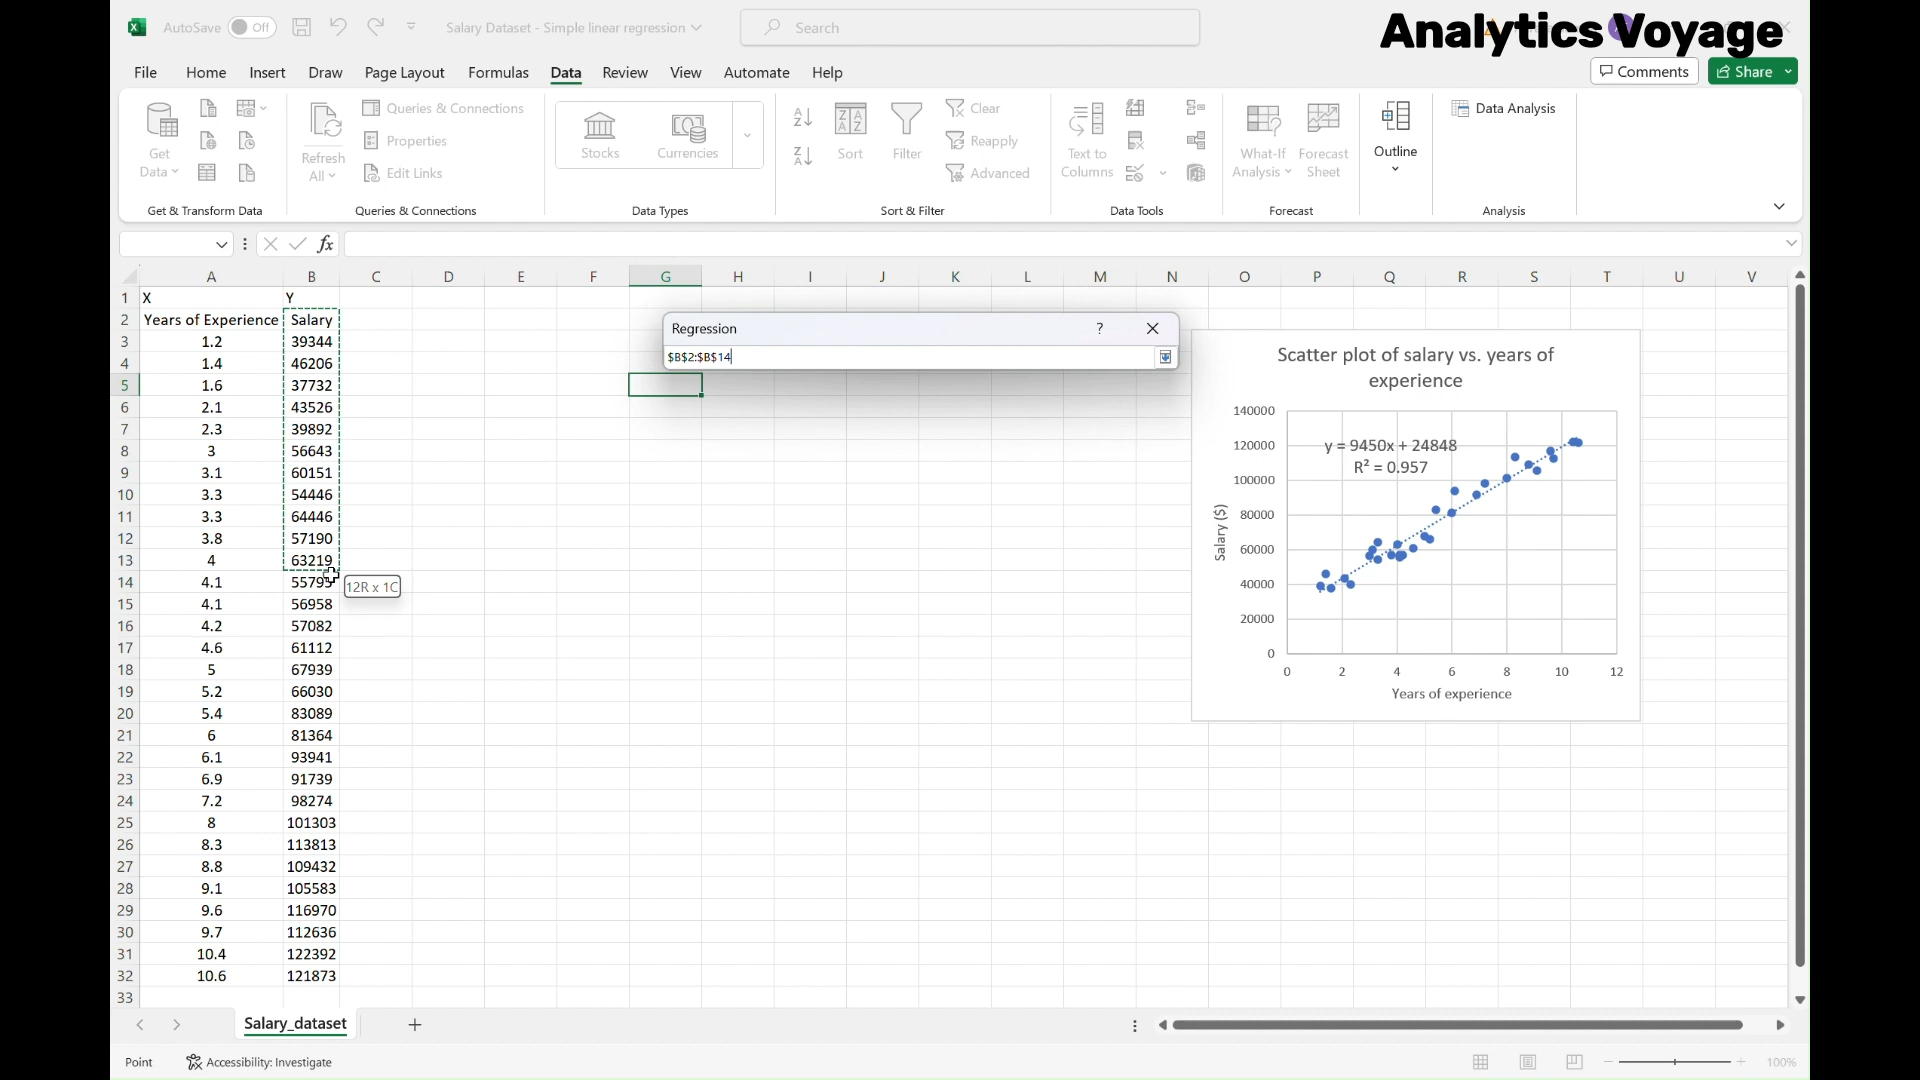 AutoSave Off Salary Dataset - Simple linear regression Search Analytics Voyage
File Home Insert Draw Page Layout Formulas Data Review View Automate Help Comments Share
Get Data
Get & Transform Data
Refresh All
Queries & Connections
Properties
Edit Links
Queries & Connections
Stocks Currencies
Data Types
Sort
Filter
Clear
Reapply
Advanced
Sort & Filter
Text to Columns
Data Tools
What-If Analysis
Forecast Sheet
Forecast
Outline
Data Analysis
Analysis
fx
A B C D E F G H I J K L M N O P Q R S T U V
1 X Y
2 Years of Experience Salary
3 1.2 39344
4 1.4 46206
5 1.6 37732
6 2.1 43526
7 2.3 39892
8 3 56643
9 3.1 60151
10 3.3 54446
11 3.3 64446
12 3.8 57190
13 4 63219
14 4.1 55795
15 4.1 56958
16 4.2 57082
17 4.6 61112
18 5 67939
19 5.2 66030
20 5.4 83089
21 6 81364
22 6.1 93941
23 6.9 91739
24 7.2 98274
25 8 101303
26 8.3 113813
27 8.8 109432
28 9.1 105583
29 9.6 116970
30 9.7 112636
31 10.4 122392
32 10.6 121873
33
12R x 1C
Regression ?
$B$2:$B$14
Scatter plot of salary vs. years of
experience
140000
120000
100000
80000
60000
40000
20000
0
y = 9450x + 24848
R² = 0.957
Salary ($)
0 2 4 6 8 10 12
Years of experience
Salary_dataset
Point Accessibility: Investigate 100%